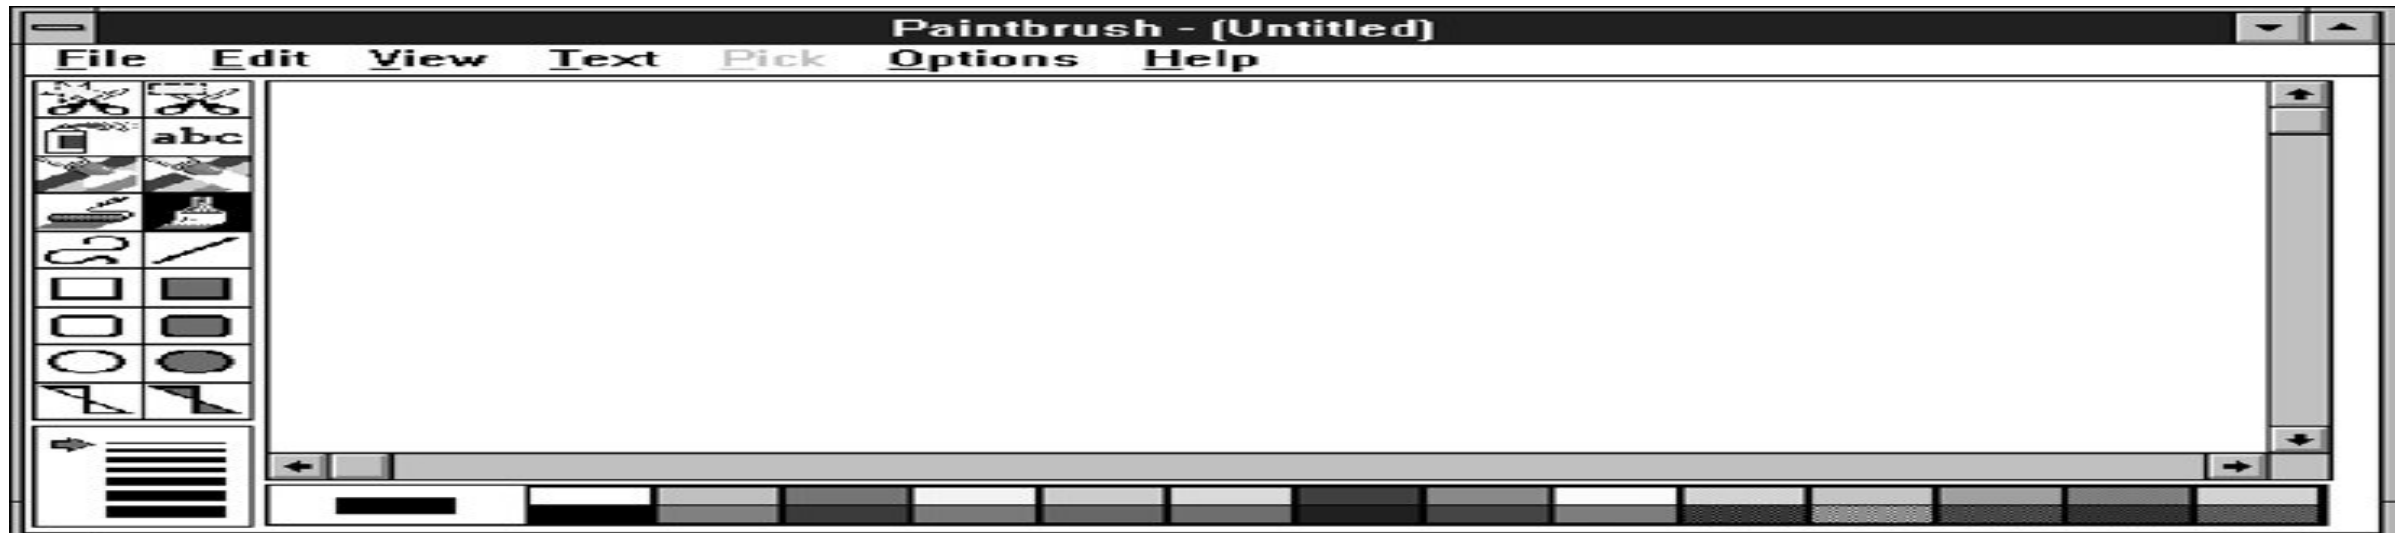 Paintbrush - (Untitled)
File Edit View Text Pick Options Help
abc